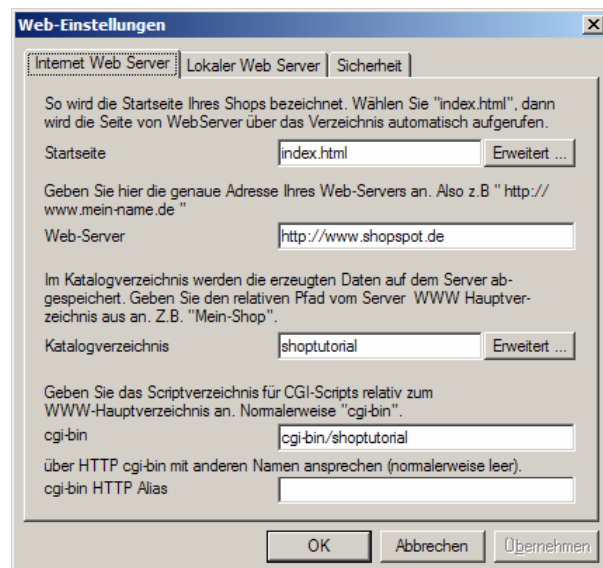 Web-Einstellungen
Internet Web Server Lokaler Web Server Sicherheit
So wird die Startseite Ihres Shops bezeichnet. Wählen Sie "index.html", dann
wird die Seite von WebServer über das Verzeichnis automatisch aufgerufen.
Startseite index.html Erweitert ...
Geben Sie hier die genaue Adresse Ihres Web-Servers an. Also z.B " http://
www.mein-name.de "
Web-Server http://www.shopspot.de
Im Katalogverzeichnis werden die erzeugten Daten auf dem Server ab-
gespeichert. Geben Sie den relativen Pfad vom Server WWW Hauptver-
zeichnis aus an. Z.B. "Mein-Shop".
Katalogverzeichnis shoptutorial Erweitert ...
Geben Sie das Scriptverzeichnis für CGI-Scripts relativ zum
WWW-Hauptverzeichnis an. Normalerweise "cgi-bin".
cgi-bin cgi-bin/shoptutorial
über HTTP cgi-bin mit anderen Namen ansprechen (normalerweise leer).
cgi-bin HTTP Alias
OK Abbrechen Übernehmen